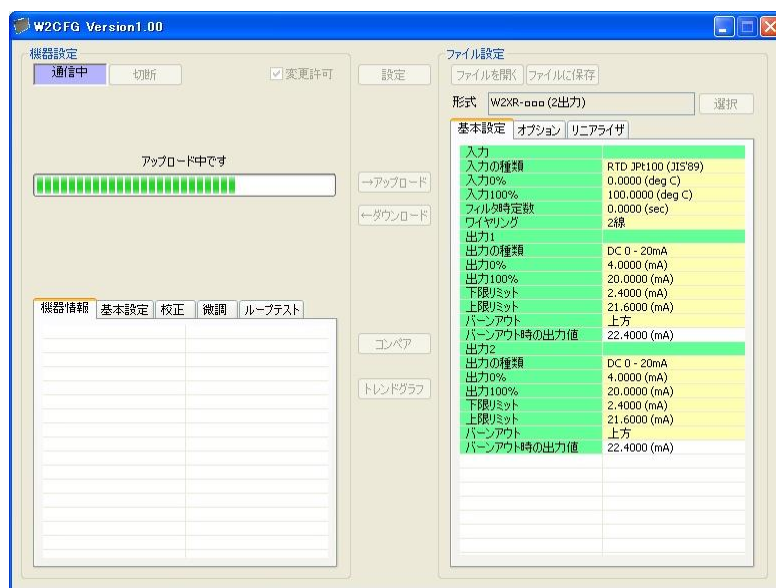 W2CFG Version1.00
機器設定
通信中 切断 変更許可
アップロード中です
機器情報 基本設定 校正 微調 ループテスト
設定
→アップロード
←ダウンロード
コンペア
トレンドグラフ
ファイル設定
ファイルを開く ファイルに保存
形式 W2XR-□□□ (2出力) 選択
基本設定 オプション リニアライザ
入力
入力の種類 RTD JPt100 (JIS'89)
入力0% 0.0000 (deg C)
入力100% 100.0000 (deg C)
フィルタ時定数 0.0000 (sec)
ワイヤリング 2線
出力1
出力の種類 DC 0 - 20mA
出力0% 4.0000 (mA)
出力100% 20.0000 (mA)
下限リミット 2.4000 (mA)
上限リミット 21.6000 (mA)
バーンアウト 上方
バーンアウト時の出力値 22.4000 (mA)
出力2
出力の種類 DC 0 - 20mA
出力0% 4.0000 (mA)
出力100% 20.0000 (mA)
下限リミット 2.4000 (mA)
上限リミット 21.6000 (mA)
バーンアウト 上方
バーンアウト時の出力値 22.4000 (mA)